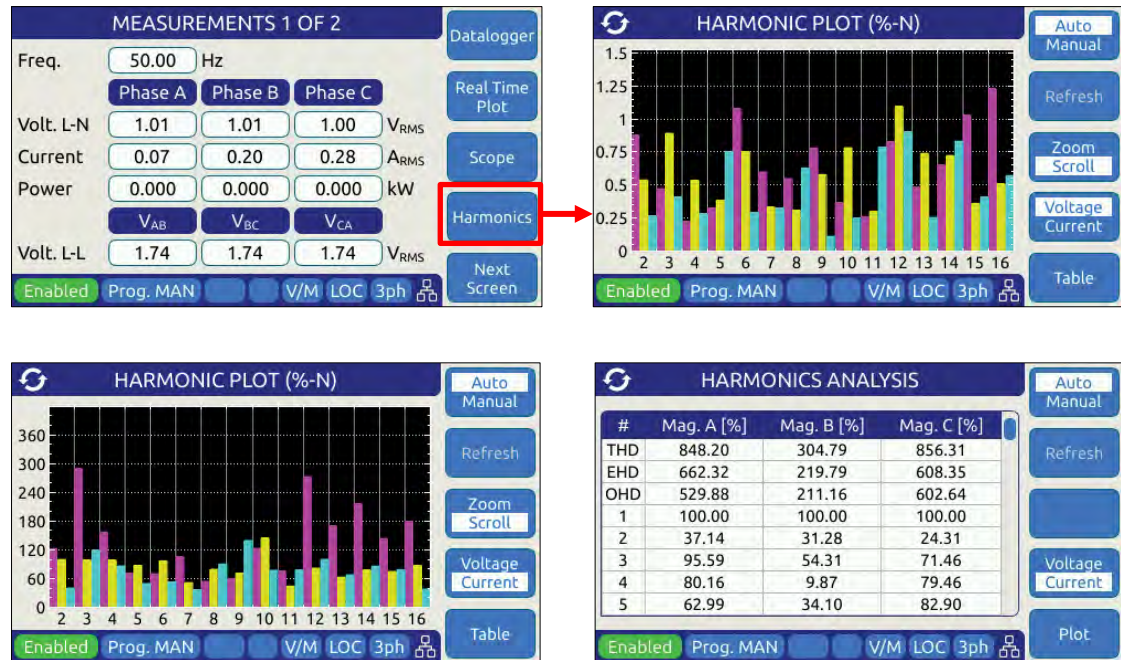 MEASUREMENTS 1 OF 2
Datalogger
Freq. 50.00 Hz
Phase A Phase B Phase C
Real Time
Plot
Volt. L-N 1.01 1.01 1.00 VRMS
Current 0.07 0.20 0.28 ARMS
Scope
Power 0.000 0.000 0.000 kW
VAB VBC VCA
Harmonics
Volt. L-L 1.74 1.74 1.74 VRMS
Next
Screen
Enabled Prog. MAN V/M LOC 3ph
HARMONIC PLOT (%-N)
Auto
Manual
1.5
1.25
Refresh
1
Zoom
Scroll
0.75
0.5
Voltage
Current
0.25
0
2 3 4 5 6 7 8 9 10 11 12 13 14 15 16
Table
Enabled Prog. MAN V/M LOC 3ph
HARMONIC PLOT (%-N)
Auto
Manual
360
Refresh
300
240
Zoom
Scroll
180
120
Voltage
Current
60
0
2 3 4 5 6 7 8 9 10 11 12 13 14 15 16
Table
Enabled Prog. MAN V/M LOC 3ph
HARMONICS ANALYSIS
Auto
Manual
# Mag. A [%] Mag. B [%] Mag. C [%]
THD 848.20 304.79 856.31
Refresh
EHD 662.32 219.79 608.35
OHD 529.88 211.16 602.64
1 100.00 100.00 100.00
2 37.14 31.28 24.31
3 95.59 54.31 71.46
Voltage
Current
4 80.16 9.87 79.46
5 62.99 34.10 82.90
Plot
Enabled Prog. MAN V/M LOC 3ph